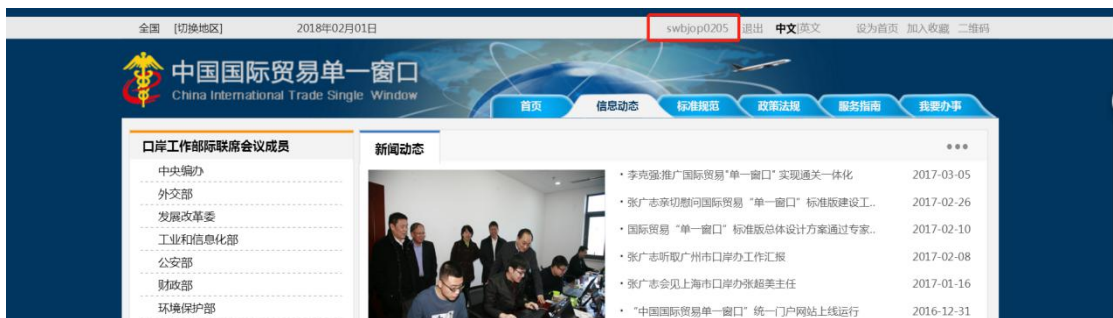 全国 [切换地区] 2018年02月01日 swbjop0205 退出 中文|英文 设为首页 加入收藏 二维码
中国国际贸易单一窗口
China International Trade Single Window
首页 信息动态 标准规范 政策法规 服务指南 我要办事
口岸工作部际联席会议成员
中央编办
外交部
发展改革委
工业和信息化部
公安部
财政部
环境保护部
新闻动态
·李克强:推广国际贸易"单一窗口" 实现通关一体化 2017-03-05
·张广志亲切慰问国际贸易“单一窗口”标准版建设工.. 2017-02-26
·国际贸易“单一窗口”标准版总体设计方案通过专家.. 2017-02-10
·张广志听取广州市口岸办工作汇报 2017-02-08
·张广志会见上海市口岸办张超美主任 2017-01-16
·“中国国际贸易单一窗口”统一门户网站上线运行 2016-12-31